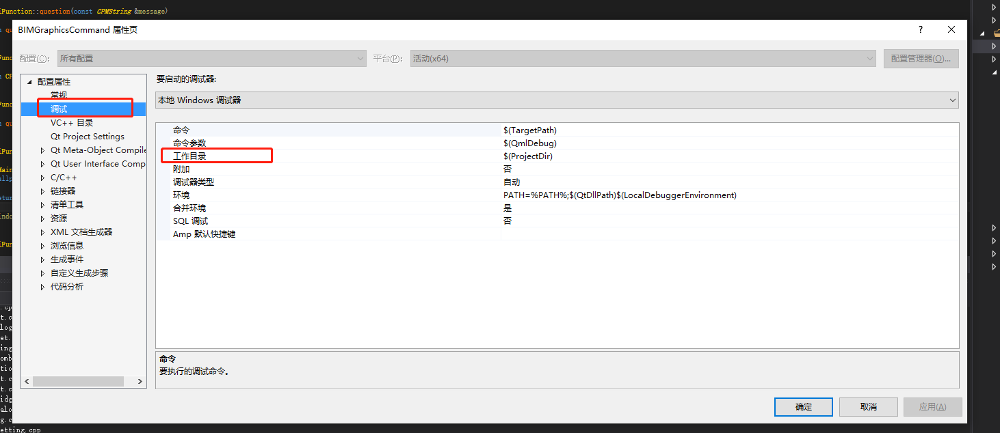 Function::question(const CPMString &message)
BIMGraphicsCommand 属性页
?
配置(C):
所有配置
平台(P):
活动(x64)
配置管理器(O)...
配置属性
常规
调试
VC++ 目录
Qt Project Settings
Qt Meta-Object Compile
Qt User Interface Comp
C/C++
链接器
清单工具
资源
XML 文档生成器
浏览信息
生成事件
自定义生成步骤
代码分析
要启动的调试器:
本地 Windows 调试器
命令 $(TargetPath)
命令参数 $(QmlDebug)
工作目录 $(ProjectDir)
附加 否
调试器类型 自动
环境 PATH=%PATH%;$(QtDllPath)$(LocalDebuggerEnvironment)
合并环境 是
SQL 调试 否
Amp 默认快捷键
命令
要执行的调试命令。
确定
取消
应用(A)
etting.cpp